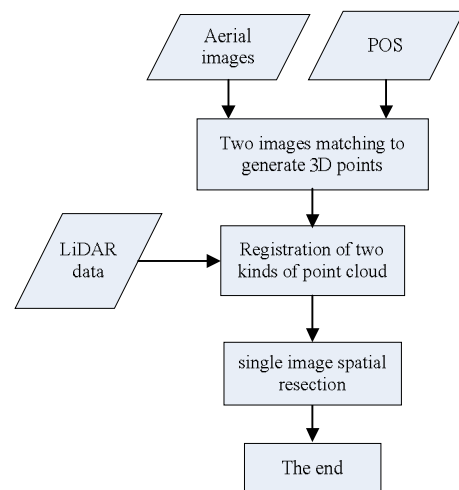 Aerial
images
POS
Two images matching to
generate 3D points
LiDAR
data
Registration of two
kinds of point cloud
single image spatial
resection
The end